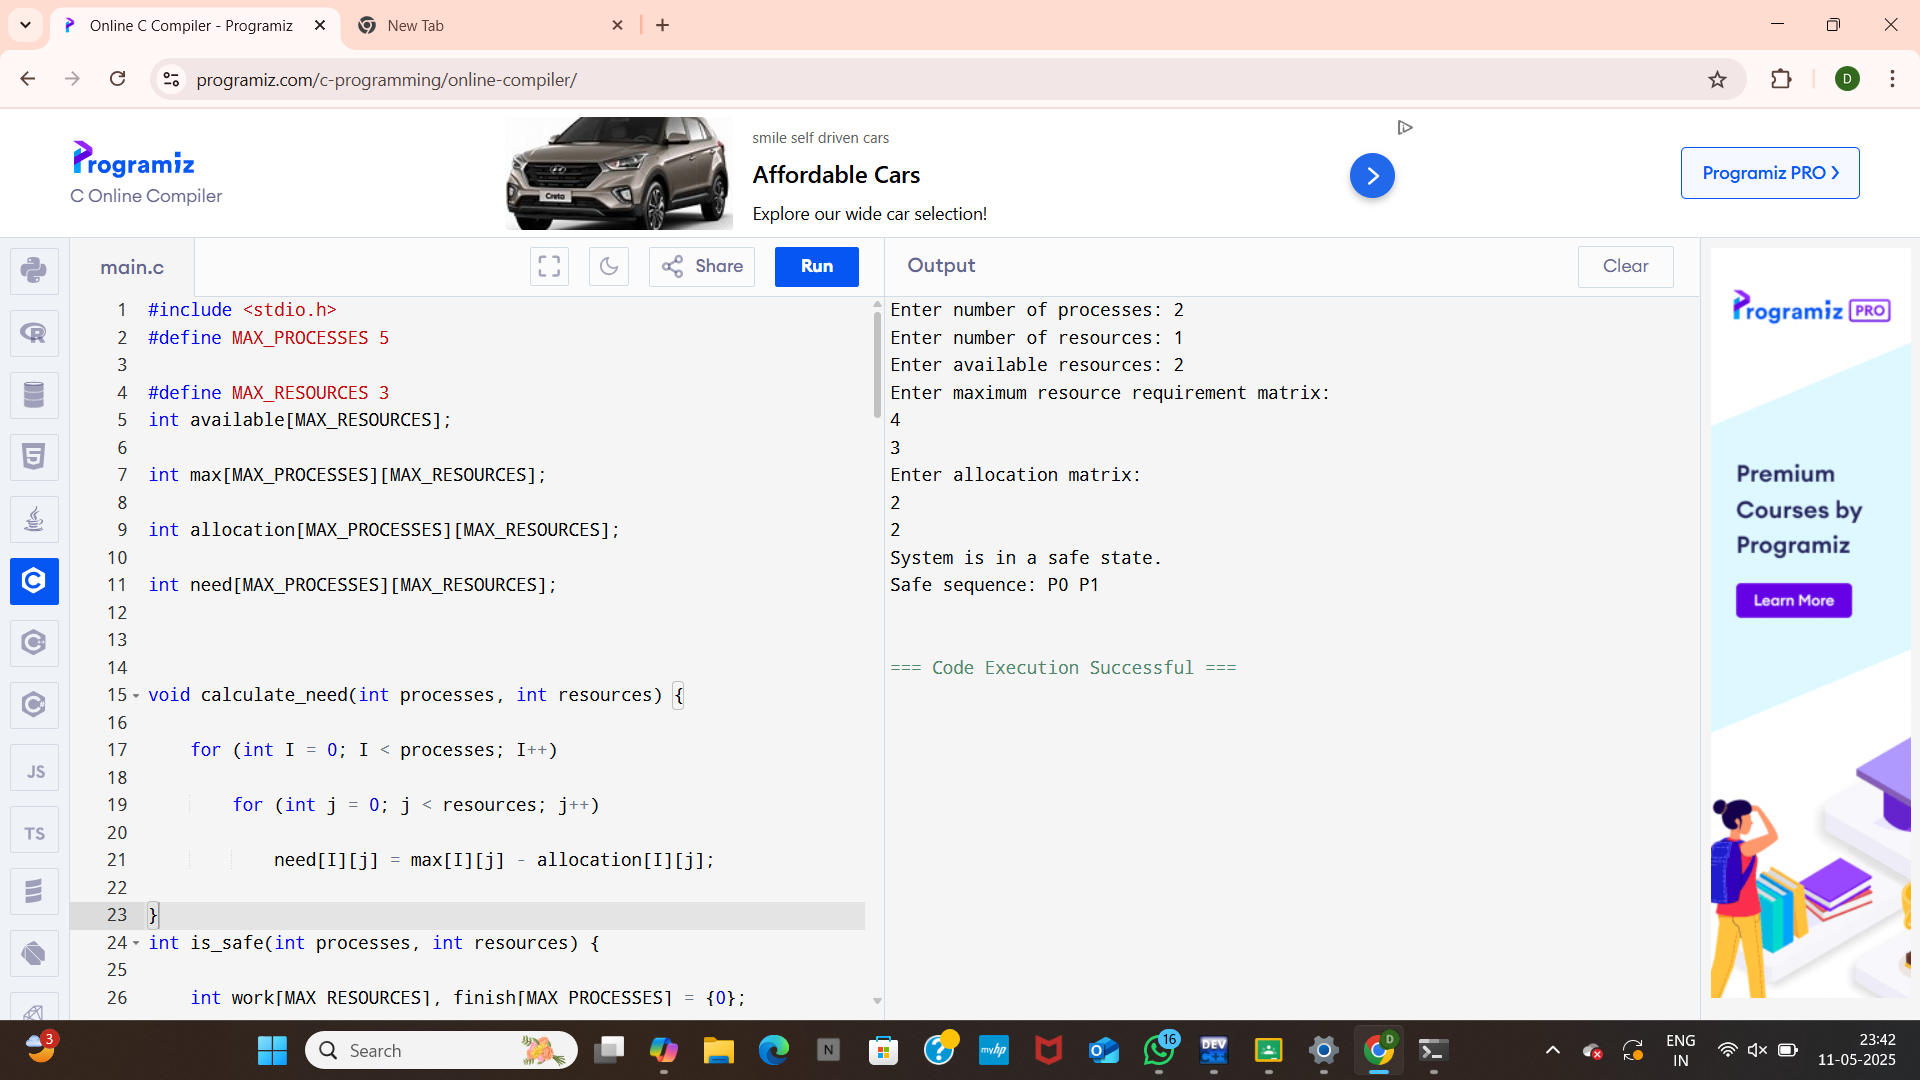 Online C Compiler - Programiz
New Tab
programiz.com/c-programming/online-compiler/
D
Programiz
C Online Compiler
smile self driven cars
Affordable Cars
Explore our wide car selection!
Creta
Programiz PRO
main.c
Share
Run
Output
Clear
1 #include <stdio.h>
2 #define MAX_PROCESSES 5
3
4 #define MAX_RESOURCES 3
5 int available[MAX_RESOURCES];
6
7 int max[MAX_PROCESSES][MAX_RESOURCES];
8
9 int allocation[MAX_PROCESSES][MAX_RESOURCES];
10
11 int need[MAX_PROCESSES][MAX_RESOURCES];
12
13
14
15 void calculate_need(int processes, int resources) {
16
17 for (int I = 0; I < processes; I++)
18
19 for (int j = 0; j < resources; j++)
20
21 need[I][j] = max[I][j] - allocation[I][j];
22
23 }
24 int is_safe(int processes, int resources) {
25
26 int work[MAX_RESOURCES], finish[MAX_PROCESSES] = {0};
Enter number of processes: 2
Enter number of resources: 1
Enter available resources: 2
Enter maximum resource requirement matrix:
4
3
Enter allocation matrix:
2
2
System is in a safe state.
Safe sequence: P0 P1
=== Code Execution Successful ===
Programiz PRO
Premium
Courses by
Programiz
Learn More
JS
TS
3
Search
N
myhp
16
DEV
C++
D
ENG
IN
23:42
11-05-2025